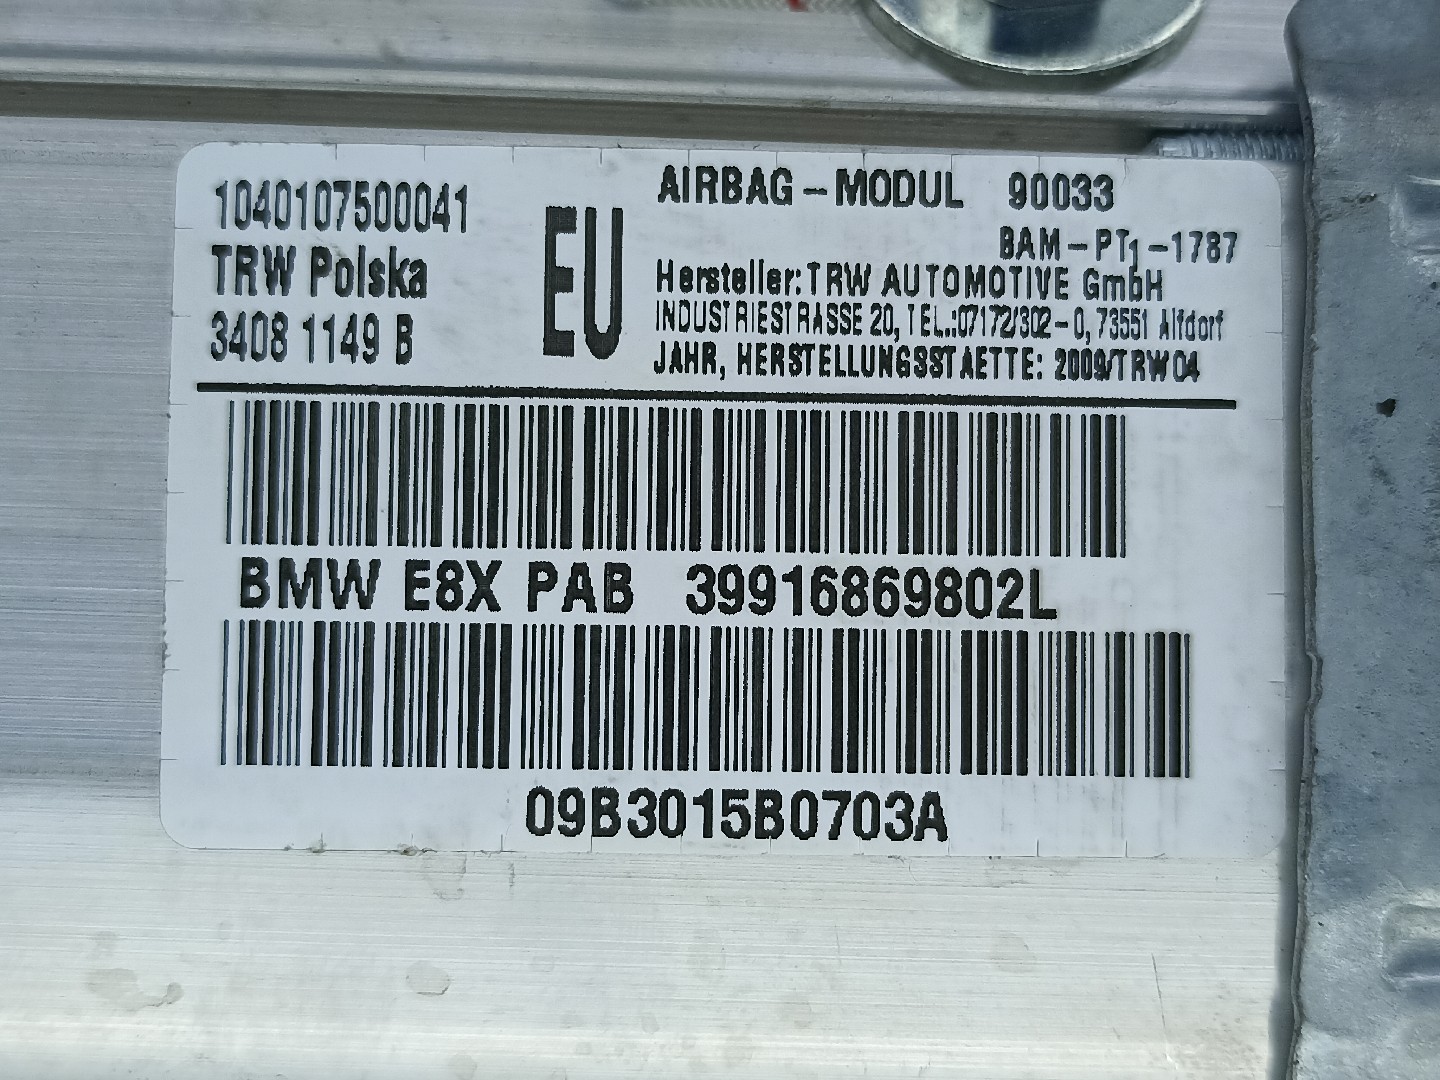 1040107500041
TRW Polska
3408 1149 B
EU
AIRBAG-MODUL 90033
BAM-PT1-1787
Hersteller: TRW AUTOMOTIVE GmbH
INDUSTRIESTRASSE 20, TEL.:07172/302-0, 73551 Alfdorf
JAHR, HERSTELLUNGSSTAETTE: 2009/TRW04
BMW E8X PAB 39916869802L
09B3015B0703A